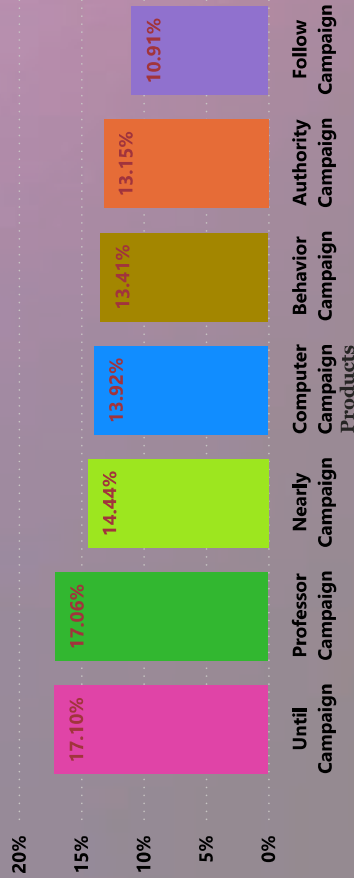 20%
15%
10%
5%
0%
17.10%
17.06%
14.44%
13.92%
13.41%
13.15%
10.91%
Until
Campaign
Professor
Campaign
Nearly
Campaign
Computer
Campaign
Behavior
Campaign
Authority
Campaign
Follow
Campaign
Products